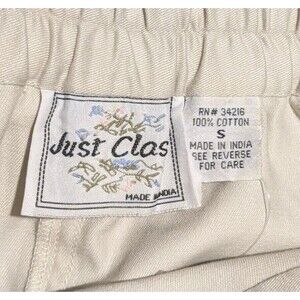 Just Clas
MADE IN INDIA
RN# 34216
100% COTTON
S
MADE IN INDIA
SEE REVERSE
FOR CARE